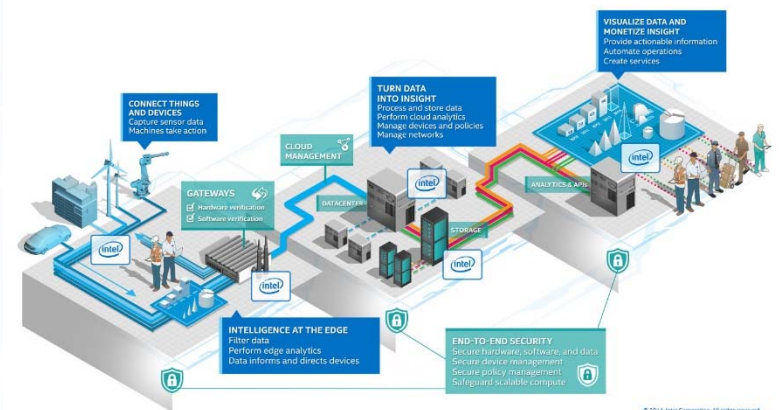 VISUALIZE DATA AND
MONETIZE INSIGHT
Provide actionable information
Automate operations
Create services
CONNECT THINGS
AND DEVICES
Capture sensor data
Machines take action
TURN DATA
INTO INSIGHT
Process and store data
Perform cloud analytics
Manage devices and policies
Manage networks
CLOUD
MANAGEMENT
GATEWAYS
Hardware verification
Software verification
DATACENTER
intel
ANALYTICS & APIs
intel
STORAGE
intel
intel
intel
INTELLIGENCE AT THE EDGE
Filter data
Perform edge analytics
Data informs and directs devices
END-TO-END SECURITY
Secure hardware, software, and data
Secure device management
Secure policy management
Safeguard scalable compute